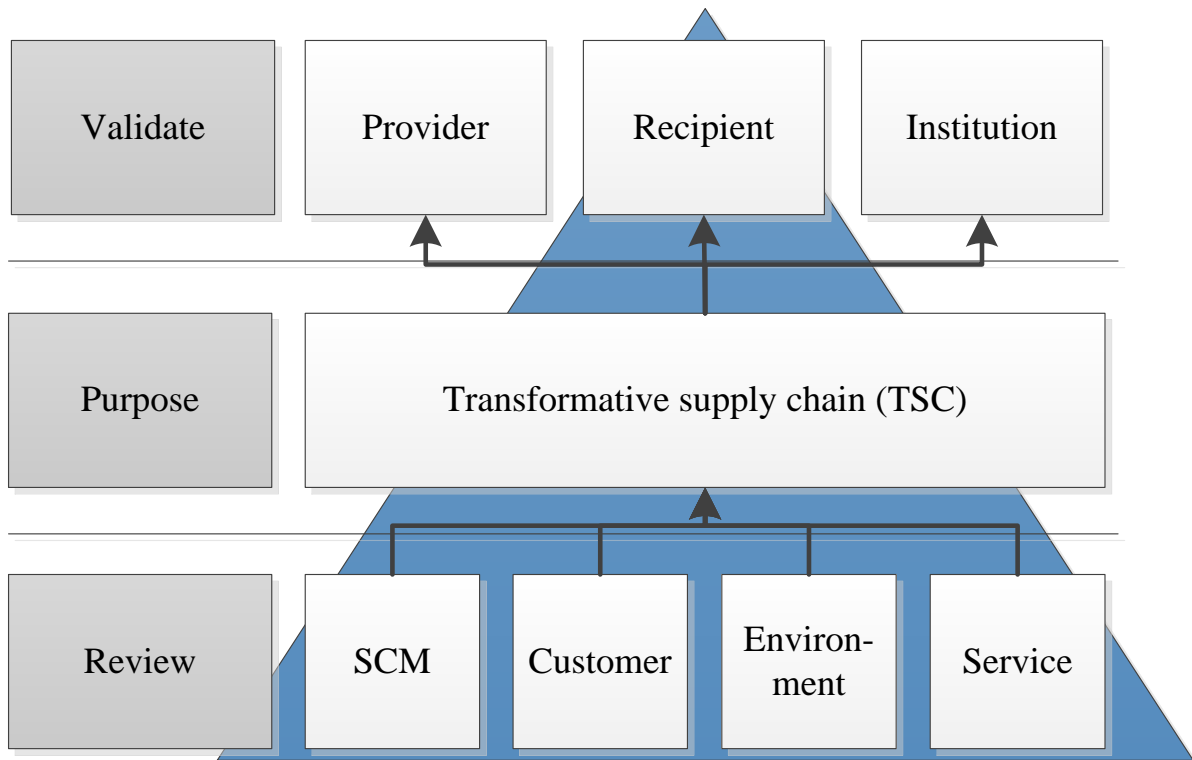 Validate
Provider
Recipient
Institution
Purpose
Transformative supply chain (TSC)
Review
SCM
Customer
Environ-
ment
Service